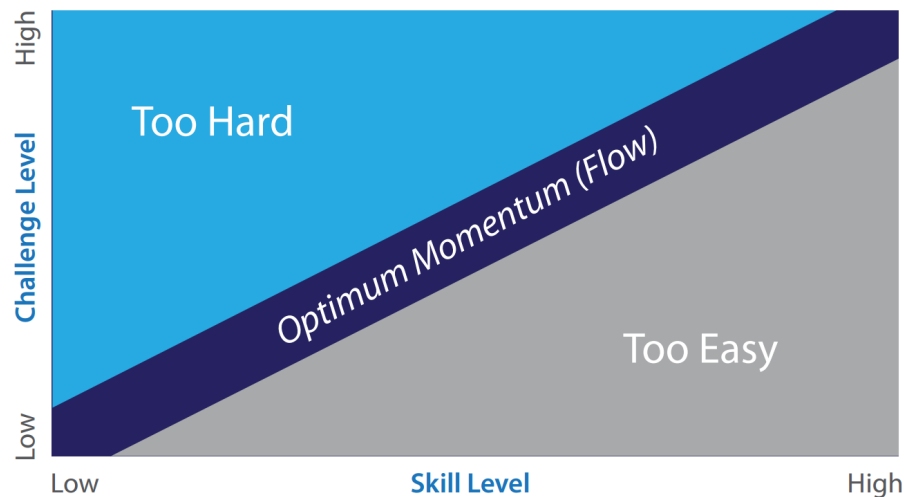 High
Too Hard
Challenge Level
Optimum Momentum (Flow)
Too Easy
Low
Low
Skill Level
High